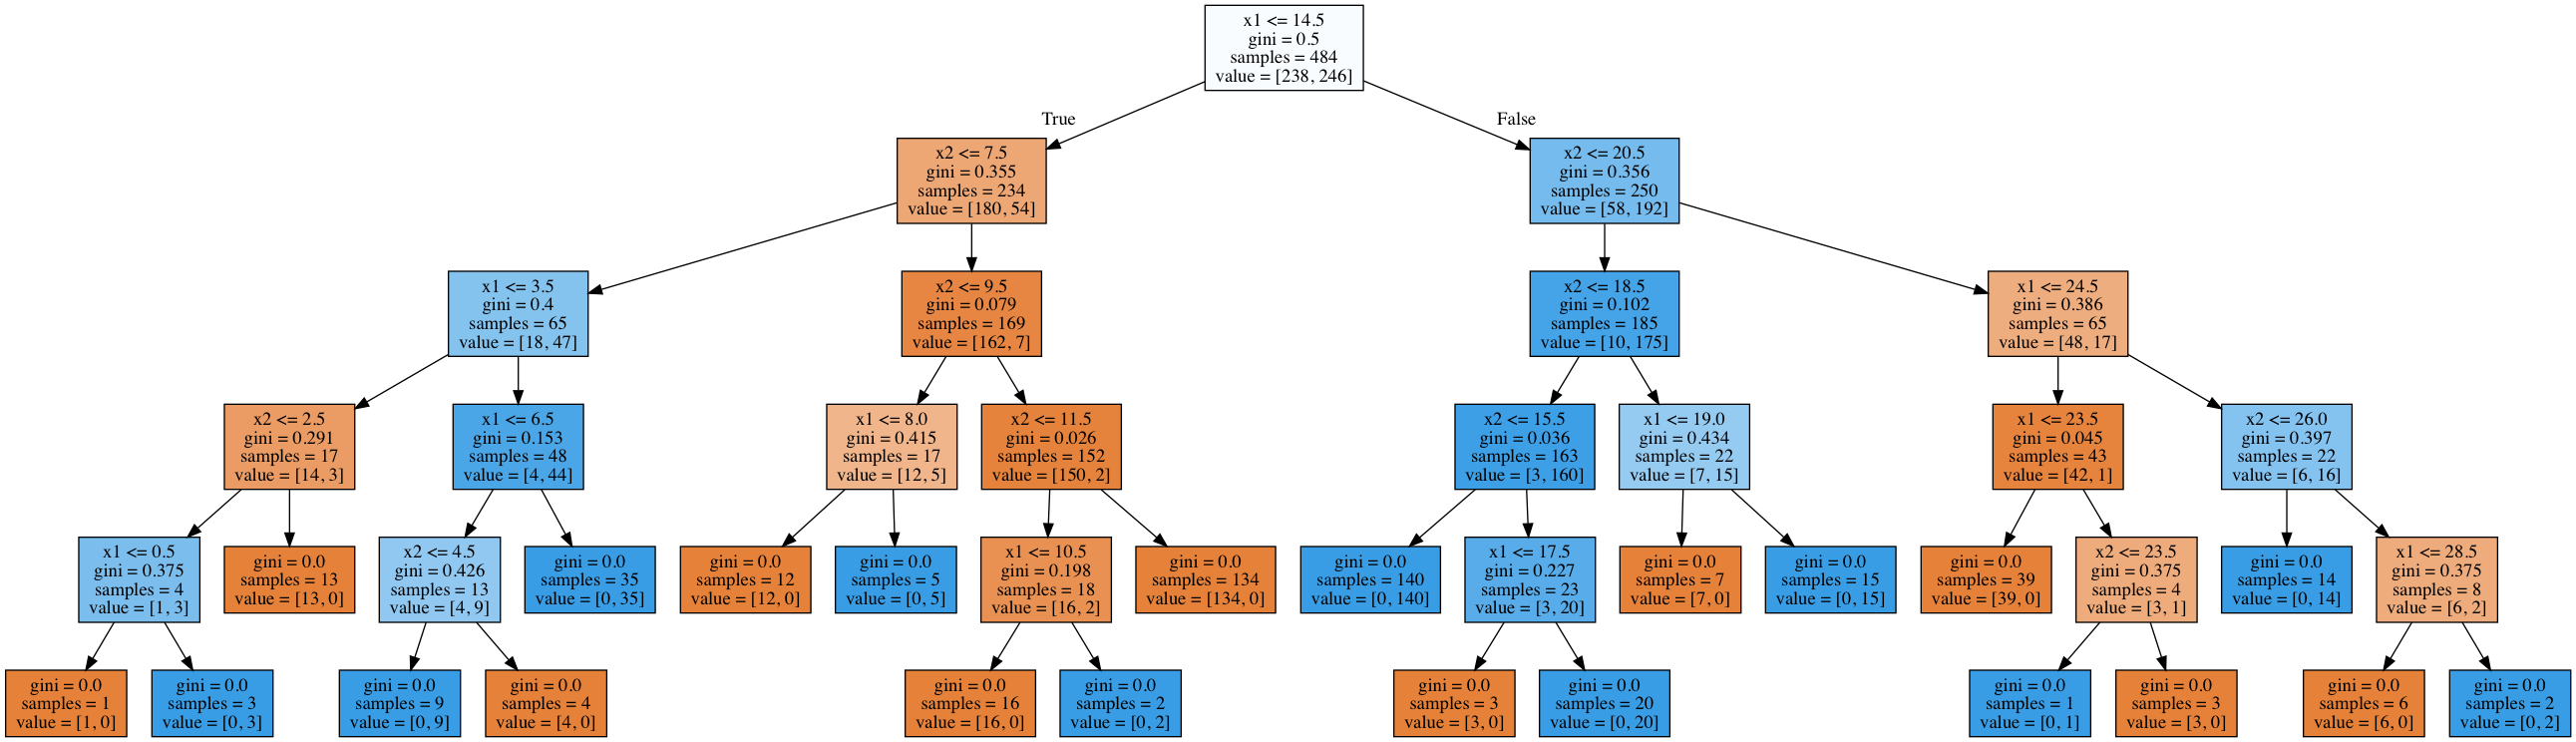 x1 <= 14.5
gini = 0.5
samples = 484
value = [238, 246]
True
False
x2 <= 7.5
gini = 0.355
samples = 234
value = [180, 54]
x2 <= 20.5
gini = 0.356
samples = 250
value = [58, 192]
x1 <= 3.5
gini = 0.4
samples = 65
value = [18, 47]
x2 <= 9.5
gini = 0.079
samples = 169
value = [162, 7]
x2 <= 18.5
gini = 0.102
samples = 185
value = [10, 175]
x1 <= 24.5
gini = 0.386
samples = 65
value = [48, 17]
x2 <= 2.5
gini = 0.291
samples = 17
value = [14, 3]
x1 <= 6.5
gini = 0.153
samples = 48
value = [4, 44]
x1 <= 8.0
gini = 0.415
samples = 17
value = [12, 5]
x2 <= 11.5
gini = 0.026
samples = 152
value = [150, 2]
x2 <= 15.5
gini = 0.036
samples = 163
value = [3, 160]
x1 <= 19.0
gini = 0.434
samples = 22
value = [7, 15]
x1 <= 23.5
gini = 0.045
samples = 43
value = [42, 1]
x2 <= 26.0
gini = 0.397
samples = 22
value = [6, 16]
x1 <= 0.5
gini = 0.375
samples = 4
value = [1, 3]
gini = 0.0
samples = 13
value = [13, 0]
x2 <= 4.5
gini = 0.426
samples = 13
value = [4, 9]
gini = 0.0
samples = 35
value = [0, 35]
gini = 0.0
samples = 12
value = [12, 0]
gini = 0.0
samples = 5
value = [0, 5]
x1 <= 10.5
gini = 0.198
samples = 18
value = [16, 2]
gini = 0.0
samples = 134
value = [134, 0]
gini = 0.0
samples = 140
value = [0, 140]
x1 <= 17.5
gini = 0.227
samples = 23
value = [3, 20]
gini = 0.0
samples = 7
value = [7, 0]
gini = 0.0
samples = 15
value = [0, 15]
gini = 0.0
samples = 39
value = [39, 0]
x2 <= 23.5
gini = 0.375
samples = 4
value = [3, 1]
gini = 0.0
samples = 14
value = [0, 14]
x1 <= 28.5
gini = 0.375
samples = 8
value = [6, 2]
gini = 0.0
samples = 1
value = [1, 0]
gini = 0.0
samples = 3
value = [0, 3]
gini = 0.0
samples = 9
value = [0, 9]
gini = 0.0
samples = 4
value = [4, 0]
gini = 0.0
samples = 16
value = [16, 0]
gini = 0.0
samples = 2
value = [0, 2]
gini = 0.0
samples = 3
value = [3, 0]
gini = 0.0
samples = 20
value = [0, 20]
gini = 0.0
samples = 1
value = [0, 1]
gini = 0.0
samples = 3
value = [3, 0]
gini = 0.0
samples = 6
value = [6, 0]
gini = 0.0
samples = 2
value = [0, 2]